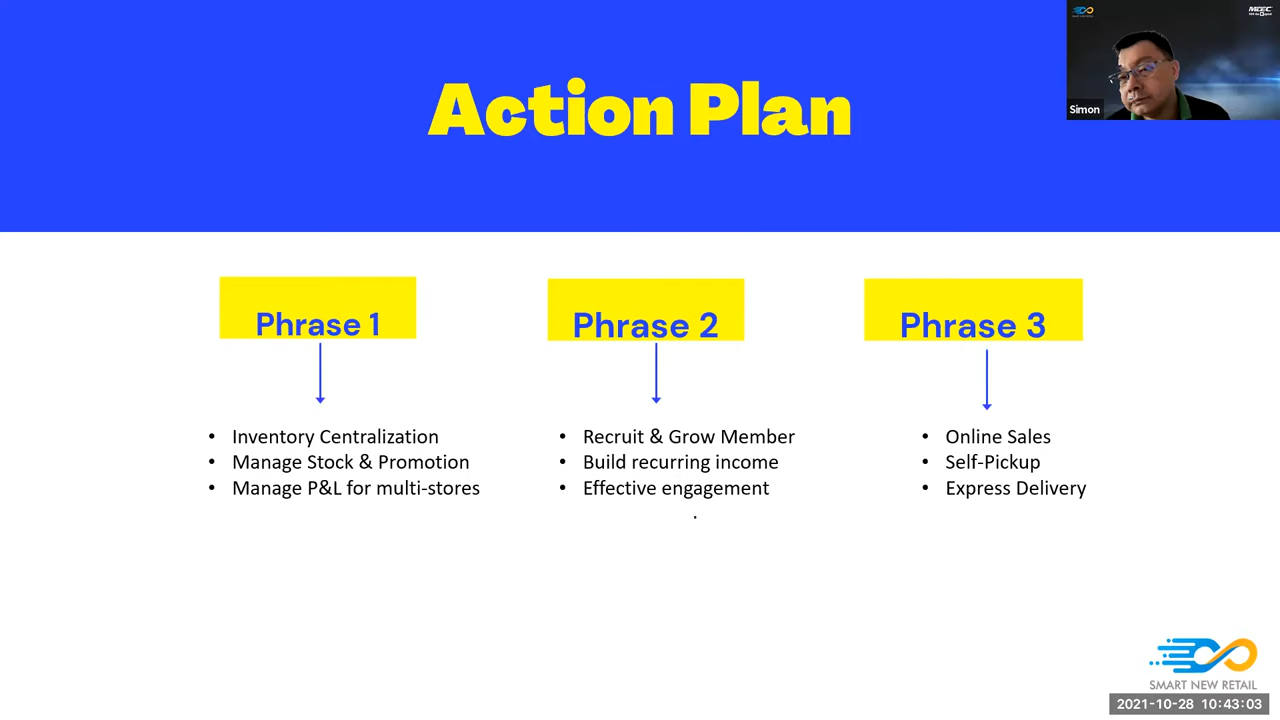 Action Plan
Simon
MDEC
Phrase 1
Phrase 2
Phrase 3
• Inventory Centralization
• Manage Stock & Promotion
• Manage P&L for multi-stores
• Recruit & Grow Member
• Build recurring income
• Effective engagement
.
• Online Sales
• Self-Pickup
• Express Delivery
SMART NEW RETAIL
2021-10-28 10:43:03